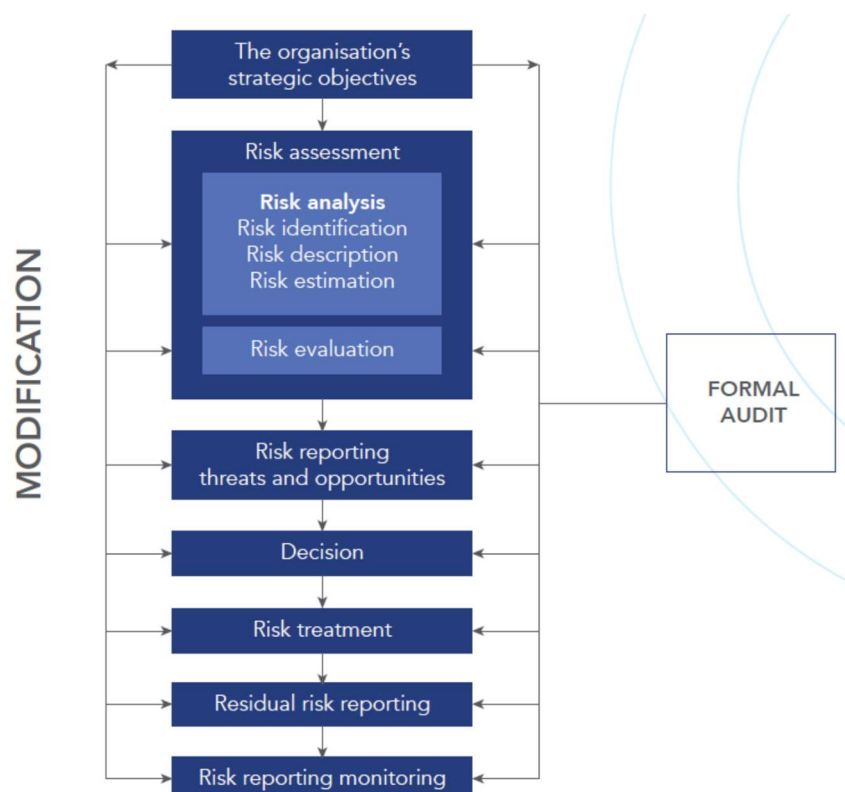 The organisation's
strategic objectives
Risk assessment
Risk analysis
Risk identification
Risk description
Risk estimation
Risk evaluation
Risk reporting
threats and opportunities
Decision
Risk treatment
Residual risk reporting
Risk reporting monitoring
MODIFICATION
FORMAL
AUDIT